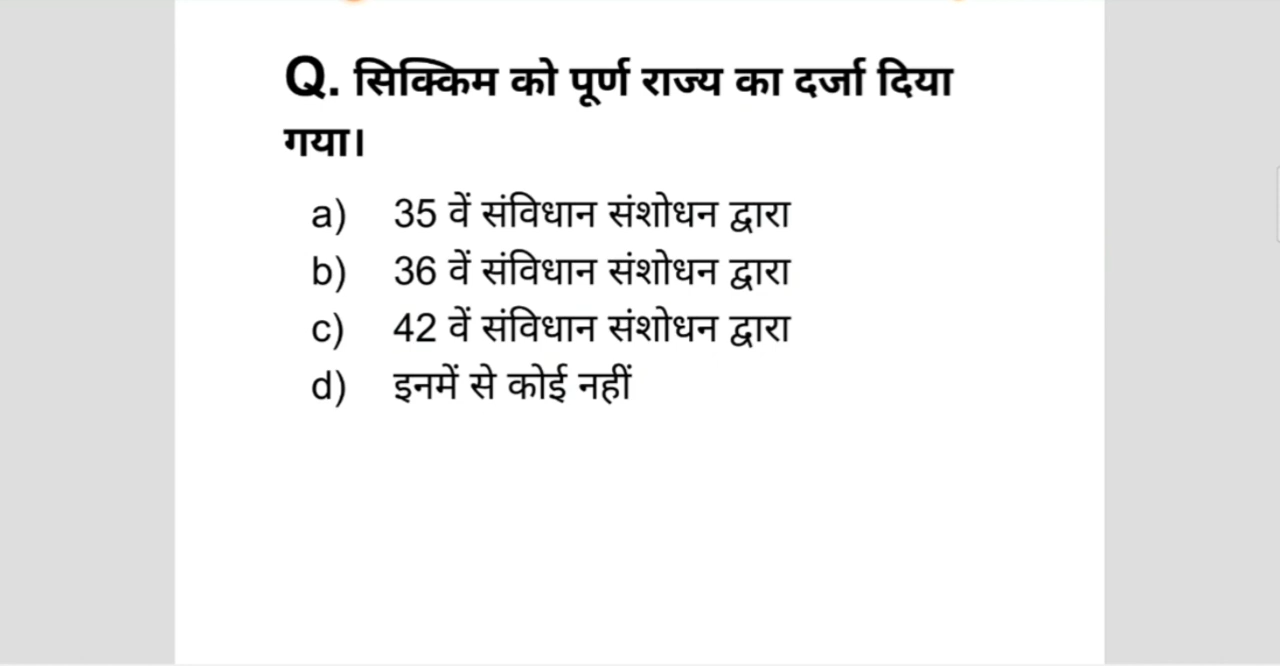 Q. सिक्किम को पूर्ण राज्य का दर्जा दिया
गया।
a) 35 वें संविधान संशोधन द्वारा
b) 36 वें संविधान संशोधन द्वारा
c) 42 वें संविधान संशोधन द्वारा
d) इनमें से कोई नहीं